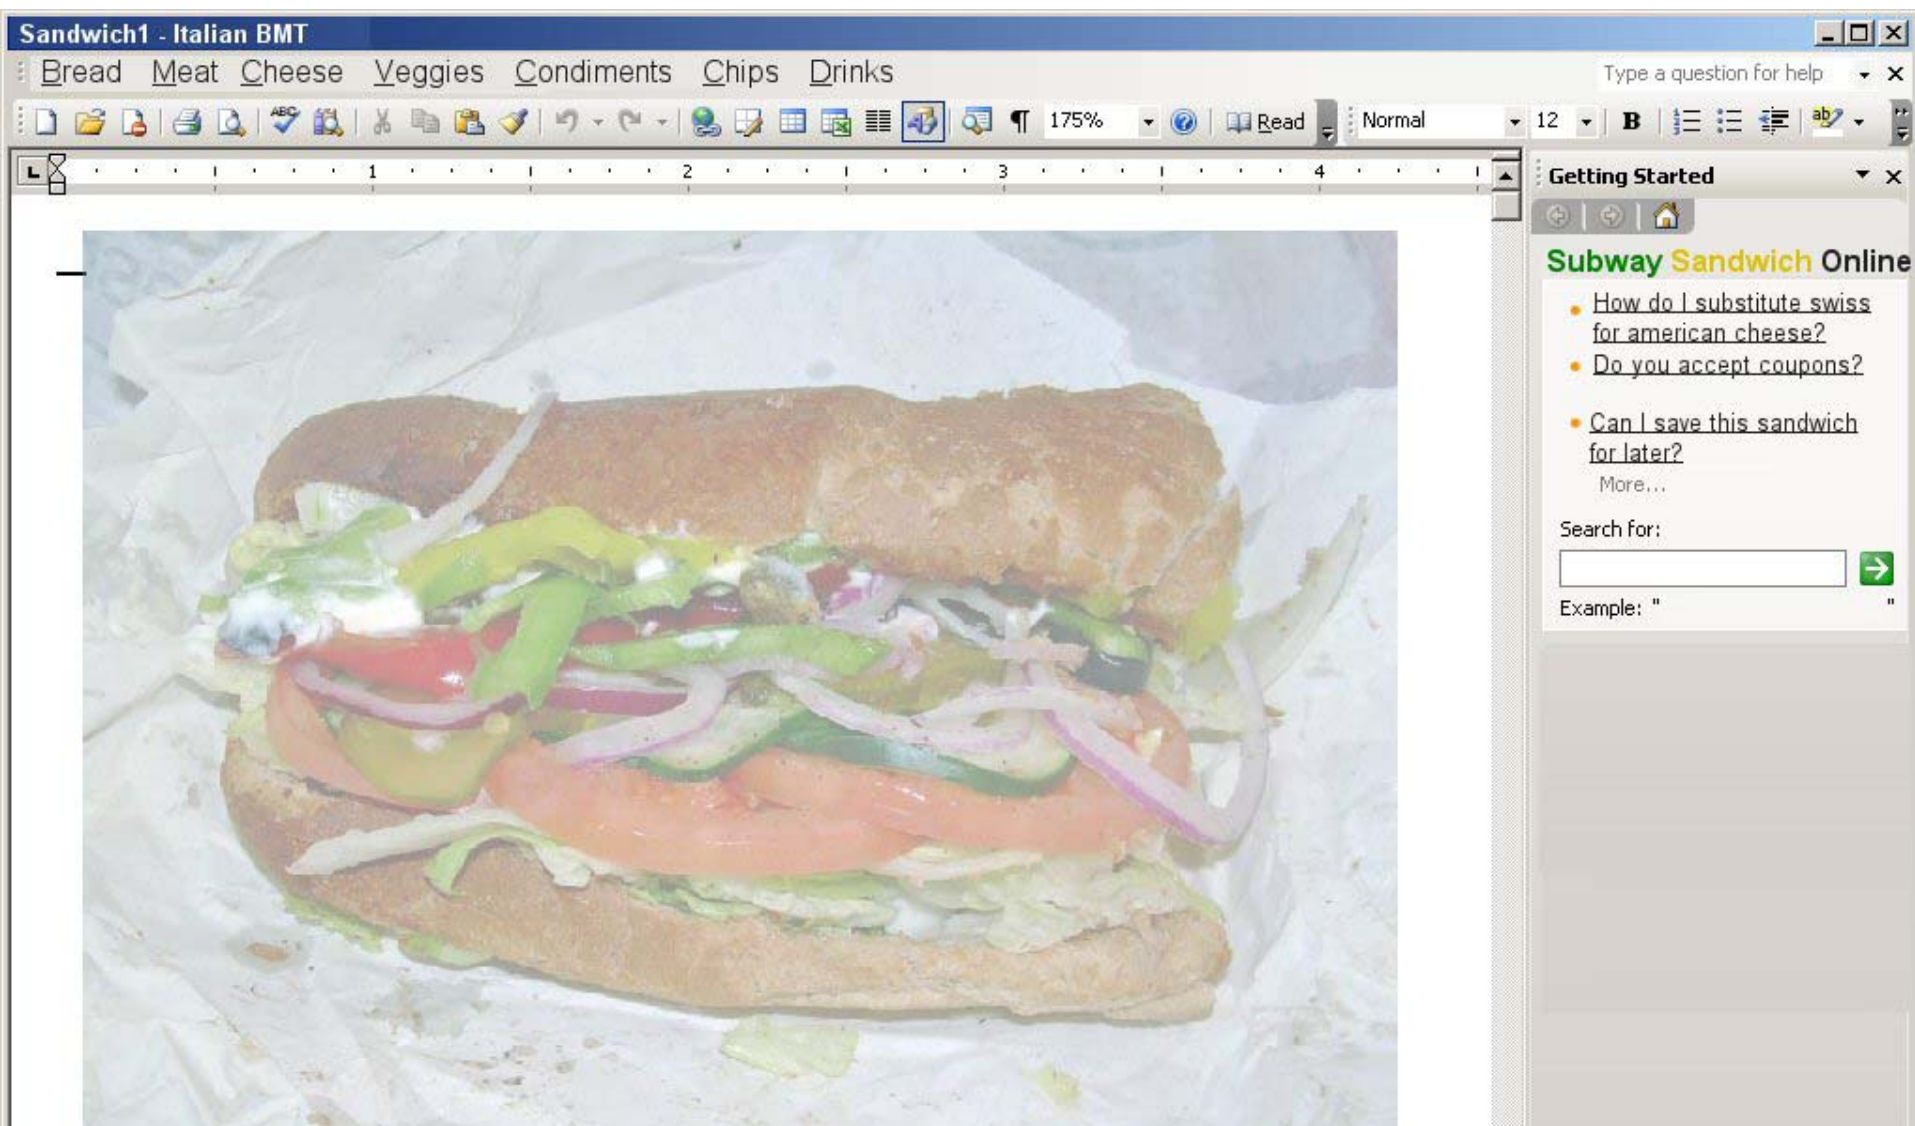 Sandwich1 - Italian BMT
Bread Meat Cheese Veggies Condiments Chips Drinks Type a question for help
ABC 175% Read Normal 12 B ab
1 2 3 4
Getting Started
Subway Sandwich Online
How do I substitute swiss
for american cheese?
Do you accept coupons?
Can I save this sandwich
for later?
More...
Search for:
Example: " "